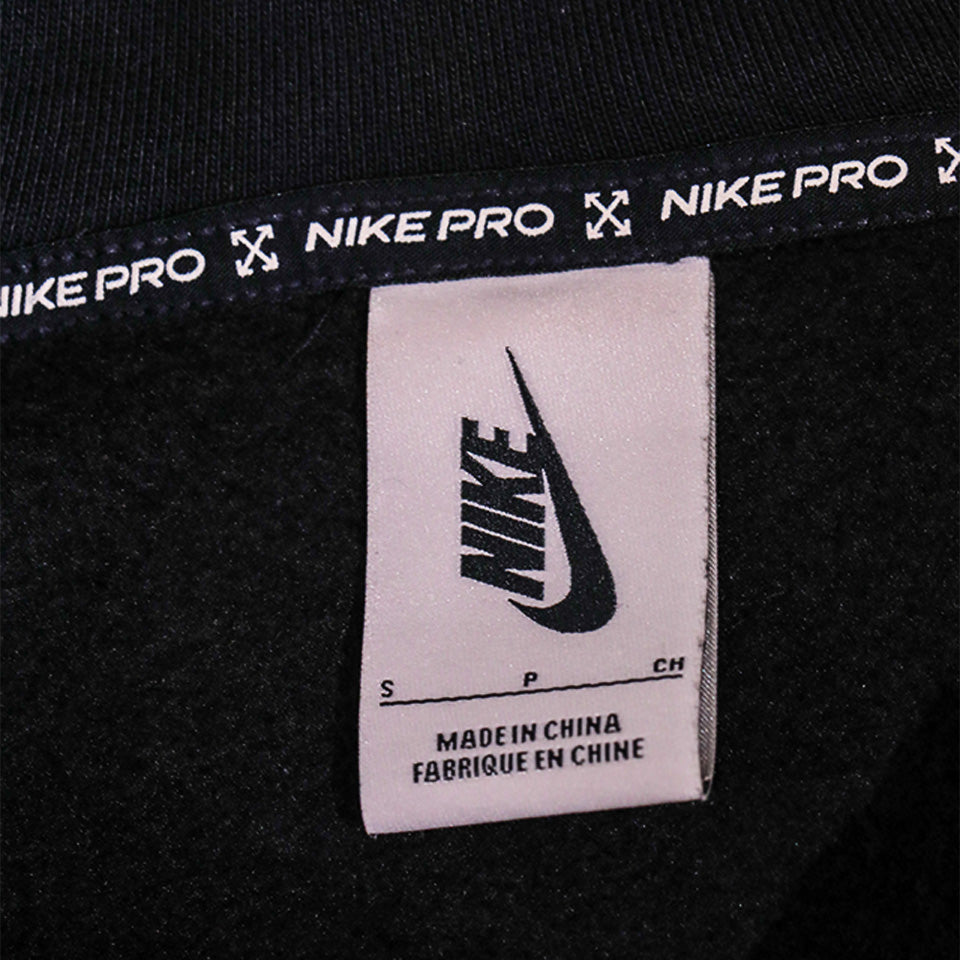 NIKE PRO NIKE PRO NIKE PRO
NIKE
S P CH
MADE IN CHINA
FABRIQUE EN CHINE